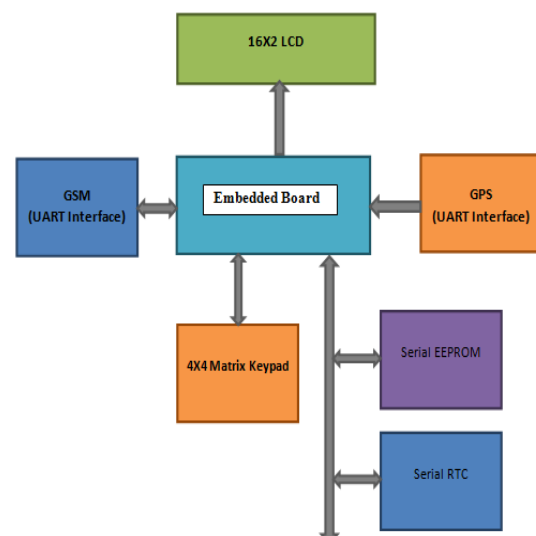 16X2 LCD
Embedded Board
GSM
(UART Interface)
GPS
(UART Interface)
4X4 Matrix Keypad
Serial EEPROM
Serial RTC